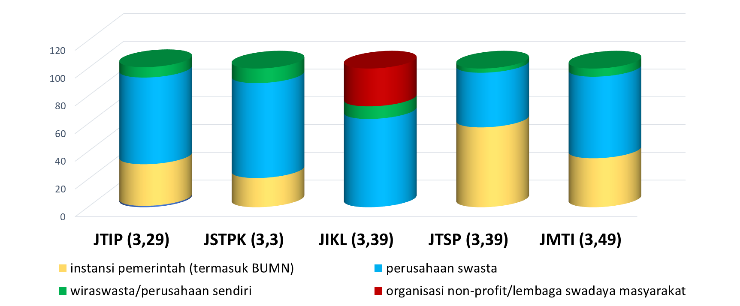 120
100
80
60
40
20
0
JTIP (3,29) JSTPK (3,3) JIKL (3,39) JTSP (3,39) JMTI (3,49)
instansi pemerintah (termasuk BUMN) perusahaan swasta
wiraswasta/perusahaan sendiri organisasi non-profit/lembaga swadaya masyarakat